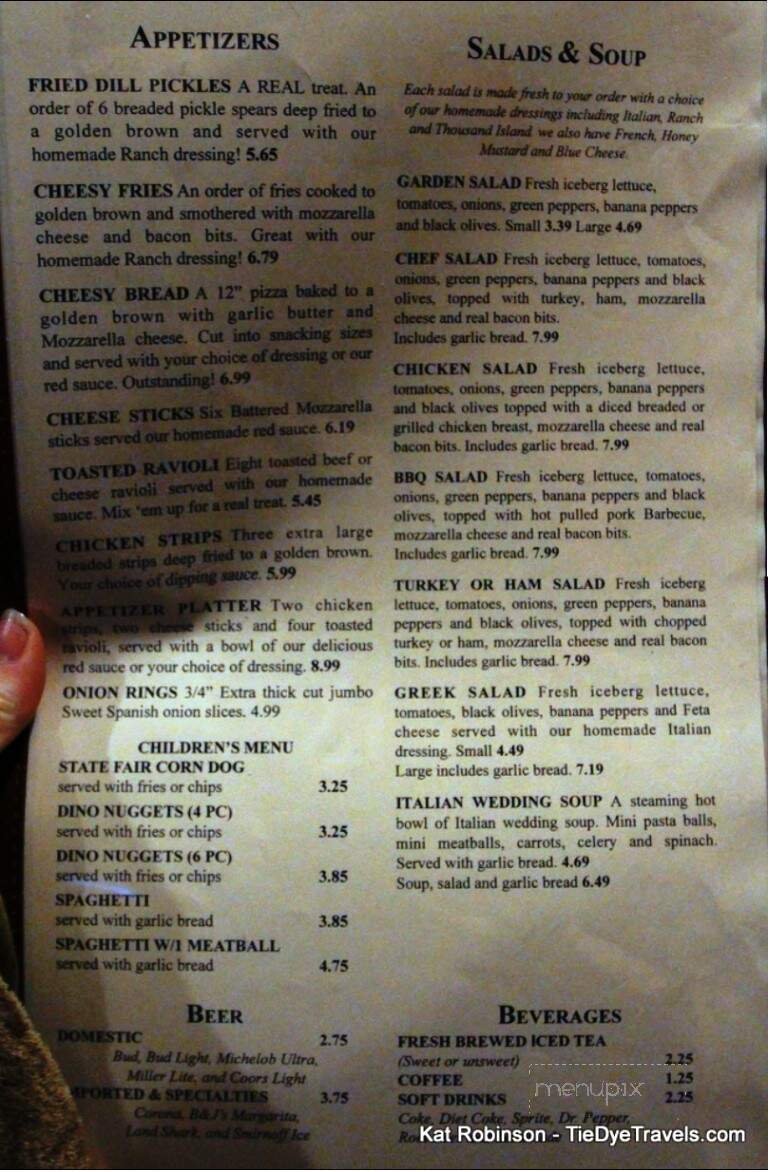 APPETIZERS
FRIED DILL PICKLES A REAL treat. An
order of 6 breaded pickle spears deep fried to
a golden brown and served with our
homemade Ranch dressing! 5.65
CHEESY FRIES An order of fries cooked to
golden brown and smothered with mozzarella
cheese and bacon bits. Great with our
homemade Ranch dressing! 6.79
CHEESY BREAD A 12" pizza baked to a
golden brown with garlic butter and
Mozzarella cheese. Cut into snacking sizes
and served with your choice of dressing or our
red sauce. Outstanding! 6.99
CHEESE STICKS Six Battered Mozzarella
sticks served our homemade red sauce. 6.19
TOASTED RAVIOLI Eight toasted beef or
cheese ravioli served with our homemade
sauce. Mix 'em up for a real treat. 5.45
CHICKEN STRIPS Three extra large
breaded strips deep fried to a golden brown.
Your choice of dipping sauce. 5.99
APPETIZER PLATTER Two chicken
strips, two cheese sticks and four toasted
ravioli, served with a bowl of our delicious
red sauce or your choice of dressing. 8.99
ONION RINGS 3/4" Extra thick cut jumbo
Sweet Spanish onion slices. 4.99
CHILDREN'S MENU
STATE FAIR CORN DOG
served with fries or chips 3.25
DINO NUGGETS (4 PC)
served with fries or chips 3.25
DINO NUGGETS (6 PC)
served with fries or chips 3.85
SPAGHETTI
served with garlic bread 3.85
SPAGHETTI W/1 MEATBALL
served with garlic bread 4.75
BEER
DOMESTIC 2.75
Bud, Bud Light, Michelob Ultra,
Miller Lite, and Coors Light
IMPORTED & SPECIALTIES 3.75
Corona, B&J's Margarita,
Land Shark, and Smirnoff Ice
SALADS & SOUP
Each salad is made fresh to your order with a choice
of our homemade dressings including Italian, Ranch
and Thousand Island we also have French, Honey
Mustard and Blue Cheese.
GARDEN SALAD Fresh iceberg lettuce,
tomatoes, onions, green peppers, banana peppers
and black olives. Small 3.39 Large 4.69
CHEF SALAD Fresh iceberg lettuce, tomatoes,
onions, green peppers, banana peppers and black
olives, topped with turkey, ham, mozzarella
cheese and real bacon bits.
Includes garlic bread. 7.99
CHICKEN SALAD Fresh iceberg lettuce,
tomatoes, onions, green peppers, banana peppers
and black olives topped with a diced breaded or
grilled chicken breast, mozzarella cheese and real
bacon bits. Includes garlic bread. 7.99
BBQ SALAD Fresh iceberg lettuce, tomatoes,
onions, green peppers, banana peppers and black
olives, topped with hot pulled pork Barbecue,
mozzarella cheese and real bacon bits.
Includes garlic bread. 7.99
TURKEY OR HAM SALAD Fresh iceberg
lettuce, tomatoes, onions, green peppers, banana
peppers and black olives, topped with chopped
turkey or ham, mozzarella cheese and real bacon
bits. Includes garlic bread. 7.99
GREEK SALAD Fresh iceberg lettuce,
tomatoes, black olives, banana peppers and Feta
cheese served with our homemade Italian
dressing. Small 4.49
Large includes garlic bread. 7.19
ITALIAN WEDDING SOUP A steaming hot
bowl of Italian wedding soup. Mini pasta balls,
mini meatballs, carrots, celery and spinach.
Served with garlic bread. 4.69
Soup, salad and garlic bread 6.49
BEVERAGES
FRESH BREWED ICED TEA
(Sweet or unsweet) 2.25
COFFEE 1.25
SOFT DRINKS 2.25
Coke, Diet Coke, Sprite, Dr. Pepper,
menupix
Kat Robinson - TieDyeTravels.com